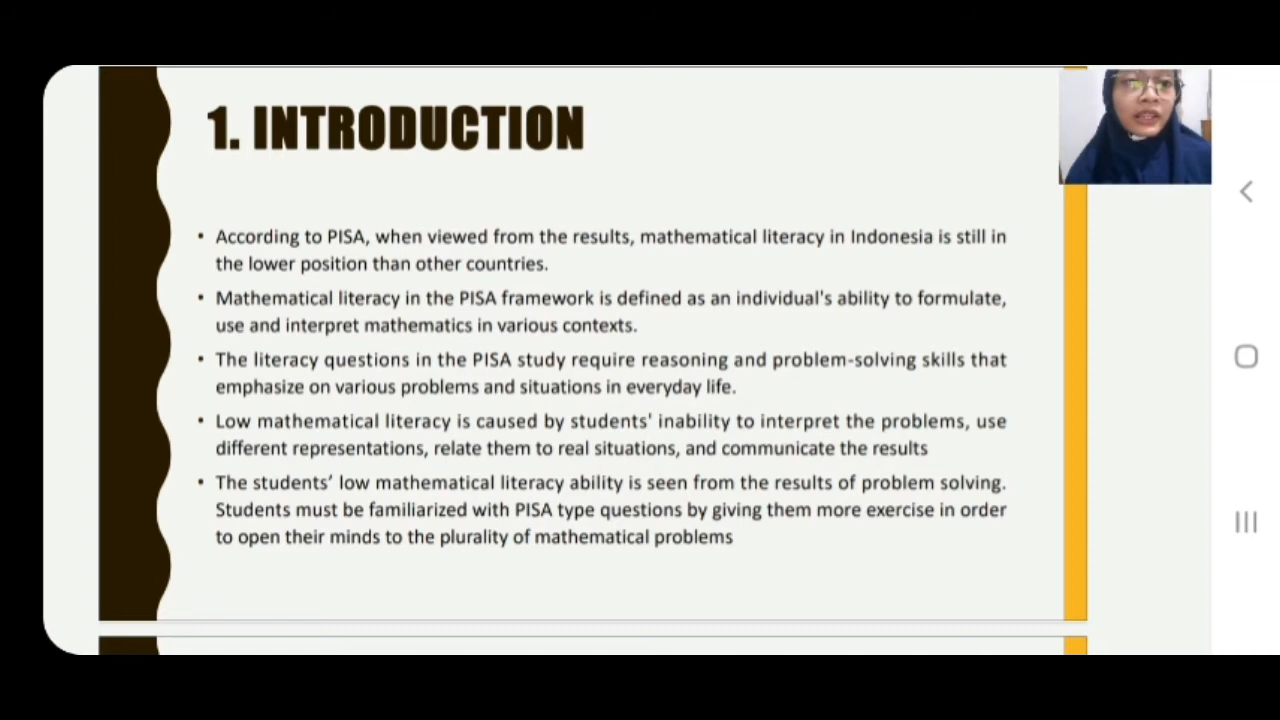 1. INTRODUCTION
• According to PISA, when viewed from the results, mathematical literacy in Indonesia is still in
the lower position than other countries.
• Mathematical literacy in the PISA framework is defined as an individual's ability to formulate,
use and interpret mathematics in various contexts.
• The literacy questions in the PISA study require reasoning and problem-solving skills that
emphasize on various problems and situations in everyday life.
• Low mathematical literacy is caused by students' inability to interpret the problems, use
different representations, relate them to real situations, and communicate the results
• The students’ low mathematical literacy ability is seen from the results of problem solving.
Students must be familiarized with PISA type questions by giving them more exercise in order
to open their minds to the plurality of mathematical problems